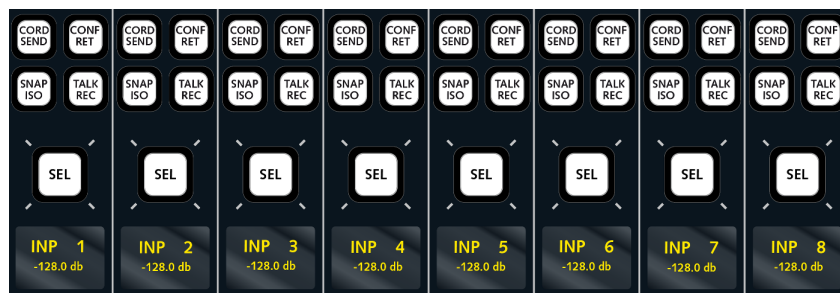 CORD SEND CONF RET CORD SEND CONF RET CORD SEND CONF RET CORD SEND CONF RET CORD SEND CONF RET CORD SEND CONF RET CORD SEND CONF RET CORD SEND CONF RET
SNAP ISO TALK REC SNAP ISO TALK REC SNAP ISO TALK REC SNAP ISO TALK REC SNAP ISO TALK REC SNAP ISO TALK REC SNAP ISO TALK REC SNAP ISO TALK REC
SEL SEL SEL SEL SEL SEL SEL SEL
INP 1 INP 2 INP 3 INP 4 INP 5 INP 6 INP 7 INP 8
-128.0 db -128.0 db -128.0 db -128.0 db -128.0 db -128.0 db -128.0 db -128.0 db